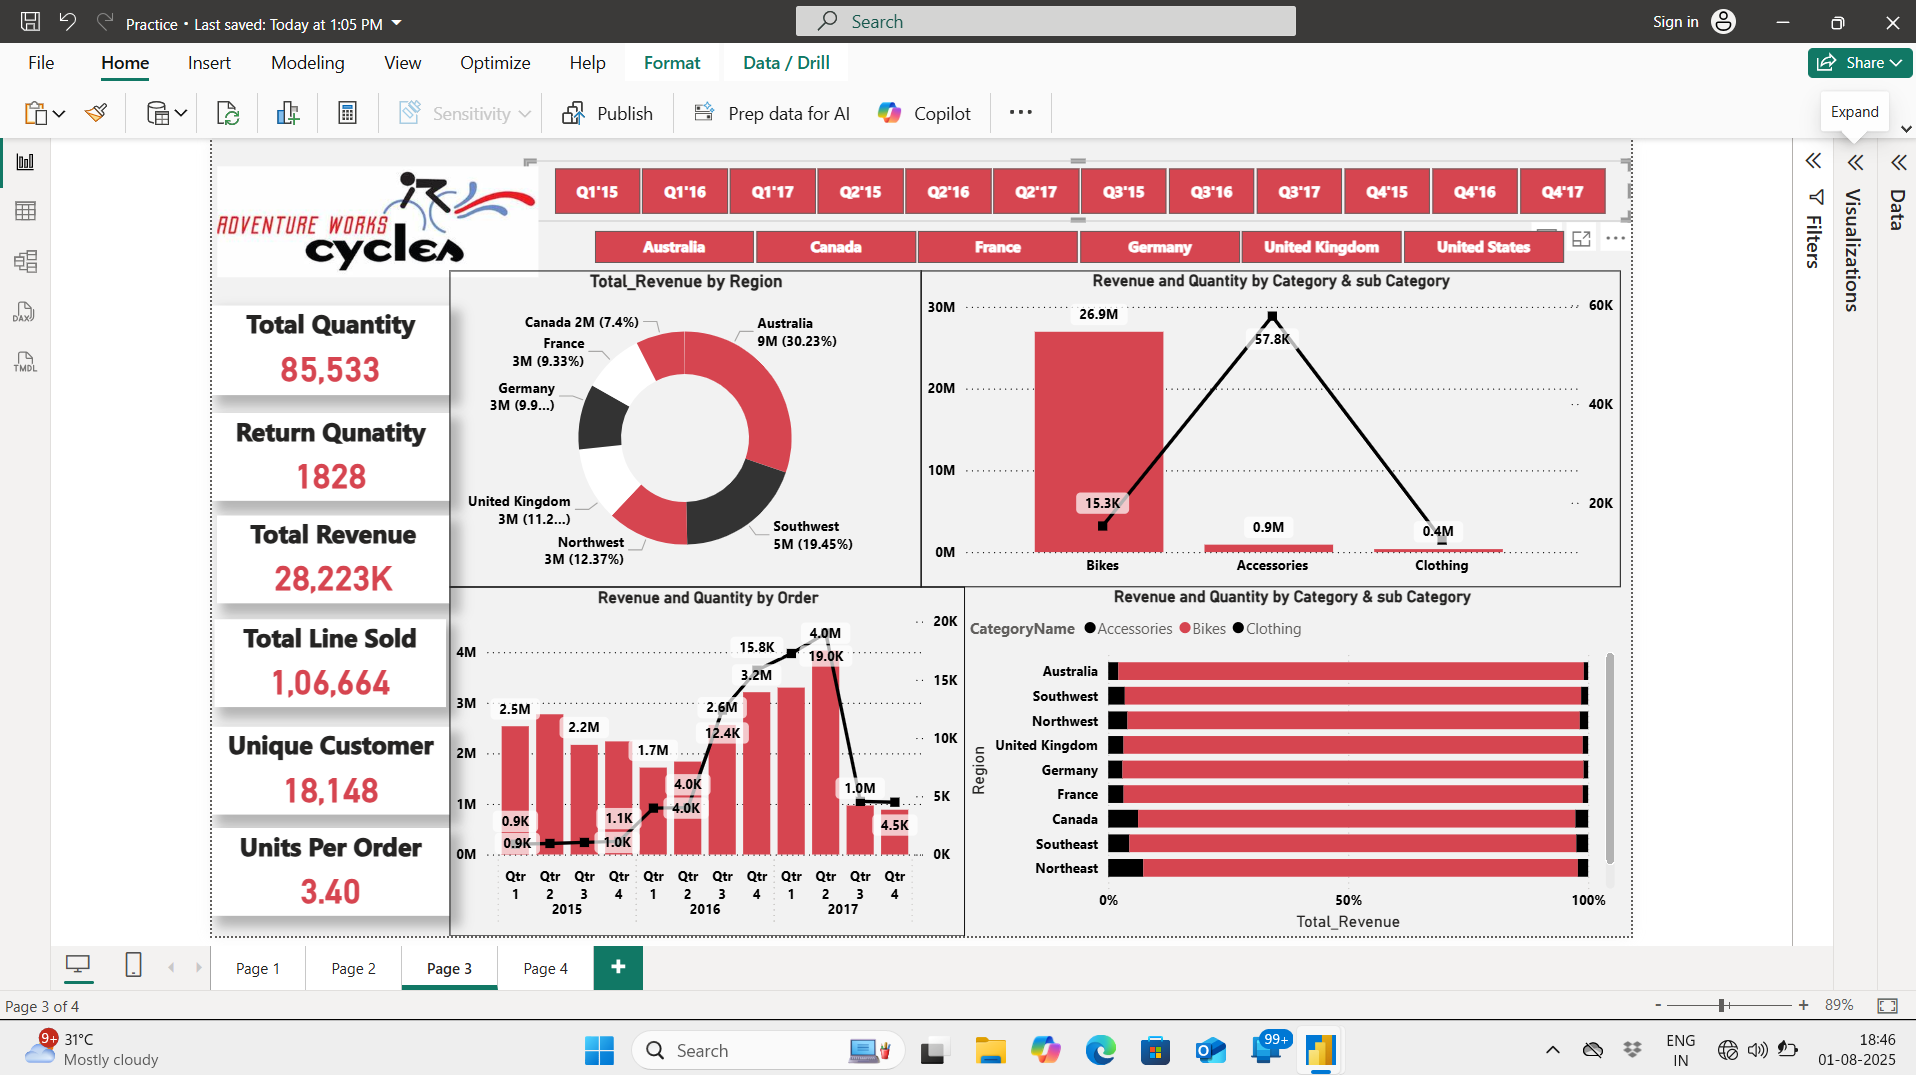 Practice • Last saved: Today at 1:05 PM
Search
Sign in
File Home Insert Modeling View Optimize Help Format Data / Drill
Share
Sensitivity
Publish
Prep data for AI
Copilot
Expand
ADVENTURE WORKS
cycles
Q1'15 Q1'16 Q1'17 Q2'15 Q2'16 Q2'17 Q3'15 Q3'16 Q3'17 Q4'15 Q4'16 Q4'17
Australia Canada France Germany United Kingdom United States
Filters
Visualizations
Data
DAX
TMDL
Total Quantity
85,533
Return Qunatity
1828
Total Revenue
28,223K
Total Line Sold
1,06,664
Unique Customer
18,148
Units Per Order
3.40
Total_Revenue by Region
Canada 2M (7.4%)
France
3M (9.33%)
Germany
3M (9.9...)
United Kingdom
3M (11.2...)
Northwest
3M (12.37%)
Australia
9M (30.23%)
Southwest
5M (19.45%)
Revenue and Quantity by Category & sub Category
30M
20M
10M
0M
60K
40K
20K
26.9M
57.8K
15.3K
0.9M
0.4M
Bikes Accessories Clothing
Revenue and Quantity by Order
4M
3M
2M
1M
0M
20K
15K
10K
5K
0K
2.5M
2.2M
1.7M
2.6M
3.2M
4.0M
1.0M
0.9K
0.9K
1.1K
1.0K
4.0K
4.0K
12.4K
15.8K
19.0K
4.5K
Qtr Qtr Qtr Qtr Qtr Qtr Qtr Qtr Qtr Qtr Qtr Qtr
1 2 3 4 1 2 3 4 1 2 3 4
2015 2016 2017
Revenue and Quantity by Category & sub Category
CategoryName Accessories Bikes Clothing
Region
Australia
Southwest
Northwest
United Kingdom
Germany
France
Canada
Southeast
Northeast
0% 50% 100%
Total_Revenue
Page 1 Page 2 Page 3 Page 4 +
Page 3 of 4
- + 89%
9+
31°C
Mostly cloudy
Search
99+
ENG
IN
18:46
01-08-2025